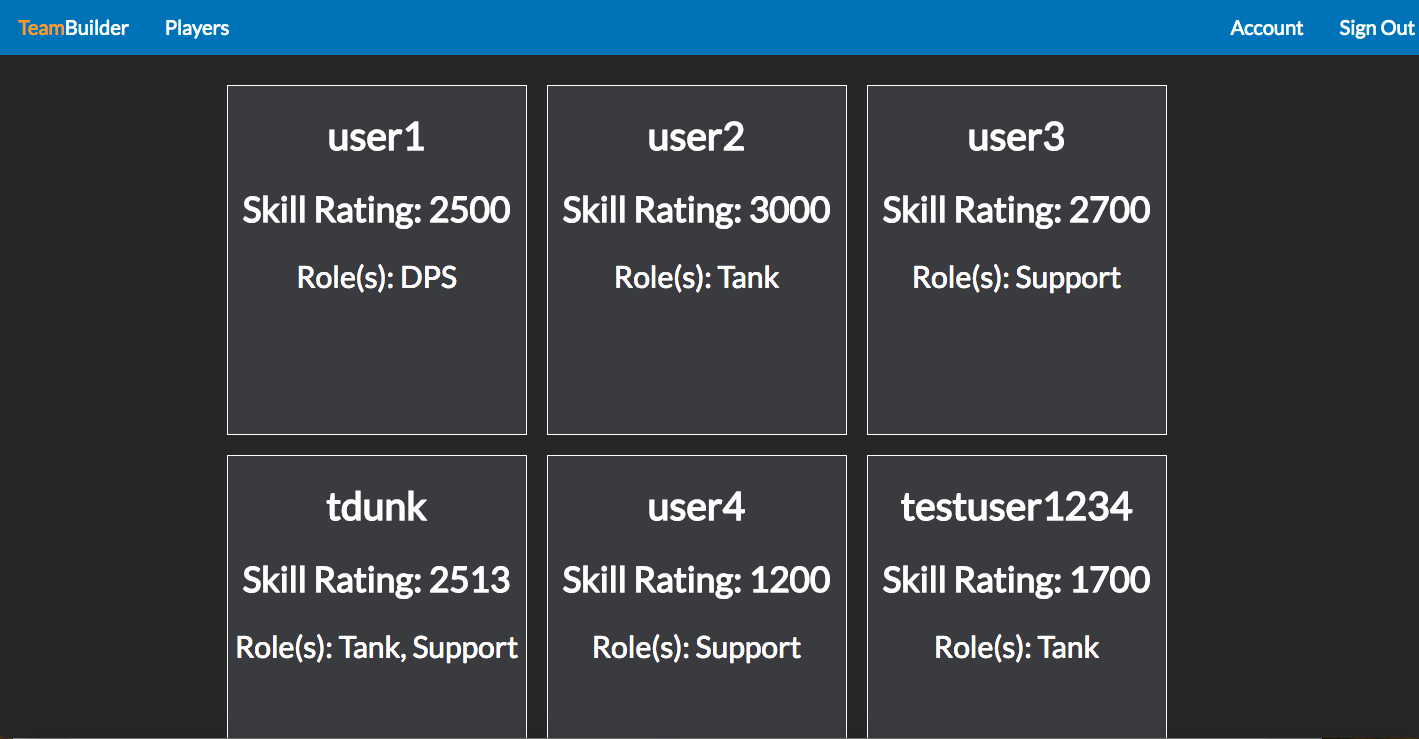 TeamBuilder Players Account Sign Out
user1 user2 user3
Skill Rating: 2500 Skill Rating: 3000 Skill Rating: 2700
Role(s): DPS Role(s): Tank Role(s): Support
tdunk user4 testuser1234
Skill Rating: 2513 Skill Rating: 1200 Skill Rating: 1700
Role(s): Tank, Support Role(s): Support Role(s): Tank